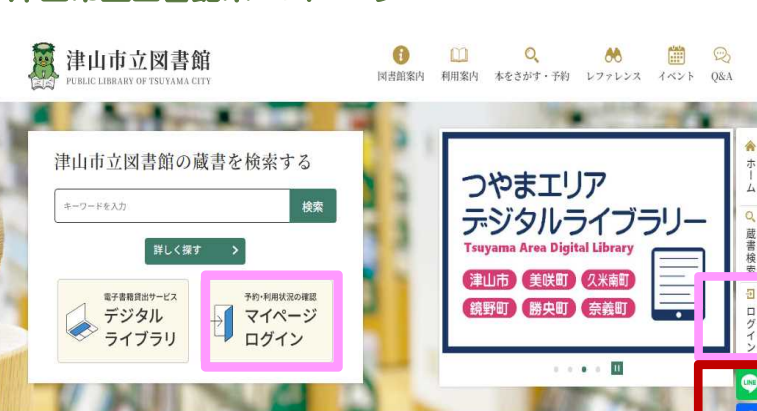 津山市立図書館
PUBLIC LIBRARY OF TSUYAMA CITY
図書館案内
利用案内
本をさがす・予約
レファレンス
イベント
Q&A
津山市立図書館の蔵書を検索する
キーワードを入力
検索
詳しく探す
電子書籍貸出サービス
デジタル
ライブラリ
予約・利用状況の確認
マイページ
ログイン
つやまエリア
デジタルライブラリー
Tsuyama Area Digital Library
津山市 美咲町 久米南町
鏡野町 勝央町 奈義町
ホーム
蔵書検索
ログイン
LINE